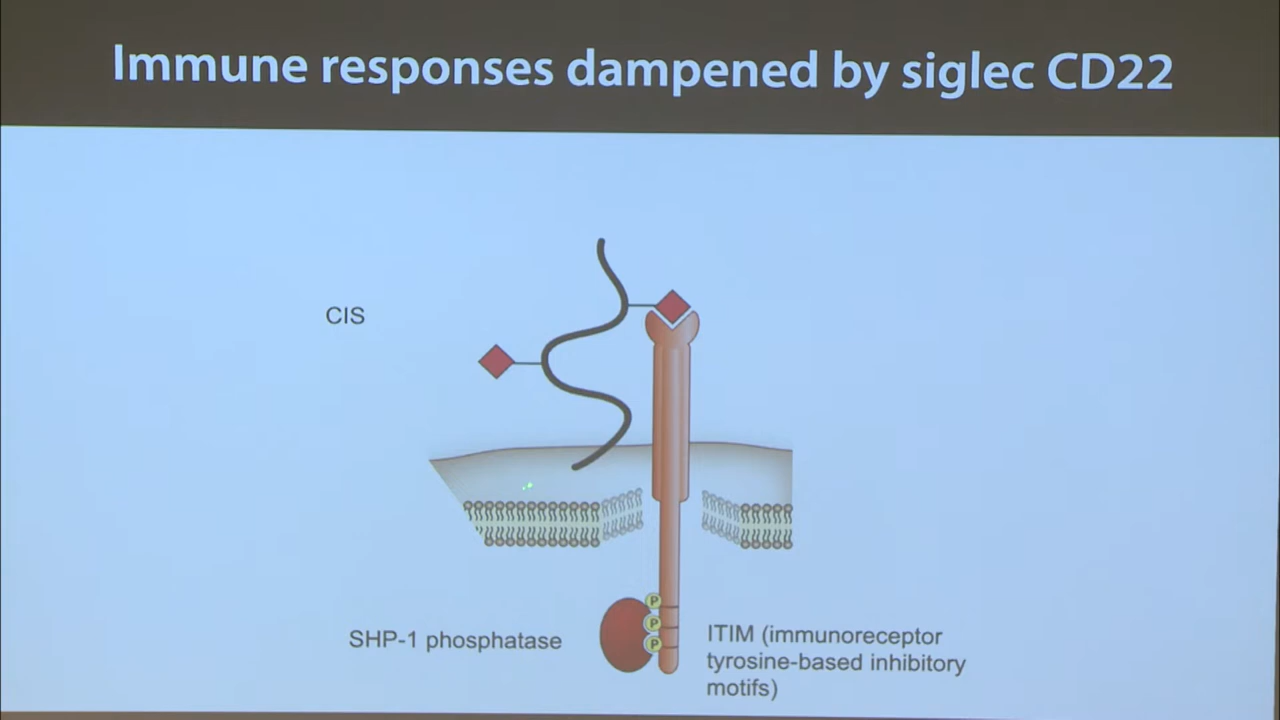 Immune responses dampened by siglec CD22
CIS
P
P
P
SHP-1 phosphatase
ITIM (immunoreceptor
tyrosine-based inhibitory
motifs)